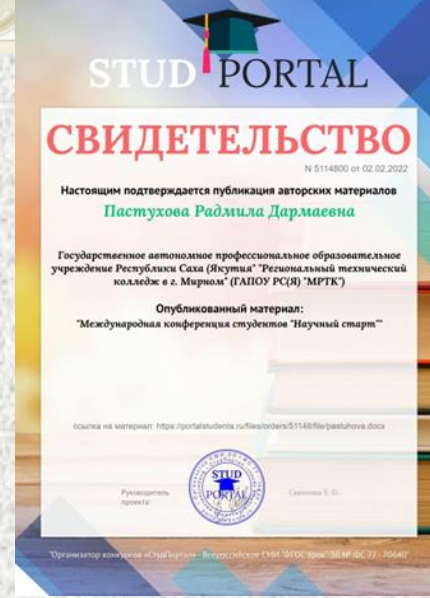 STUD PORTAL
СВИДЕТЕЛЬСТВО
N 5114800 от 02.02.2022
Настоящим подтверждается публикация авторских материалов
Пастухова Радмила Дармаевна
Государственное автономное профессиональное образовательное
учреждение Республики Саха (Якутия" "Региональный технический
колледж в г. Мирном" (ГАПОУ РС(Я) "МРТК")
Опубликованный материал:
"Международная конференция студентов "Научный старт""
ссылка на материал: https://portalstudenta.ru/files/orders/51148/file/pastuhova.docx
Руководитель
проекта:
STUD
PORTAL
"Организатор конкурсов «СтудПортал» - Всероссийское СМИ "ФГОС Урок" ЭЛ № ФС 77 - 70640"